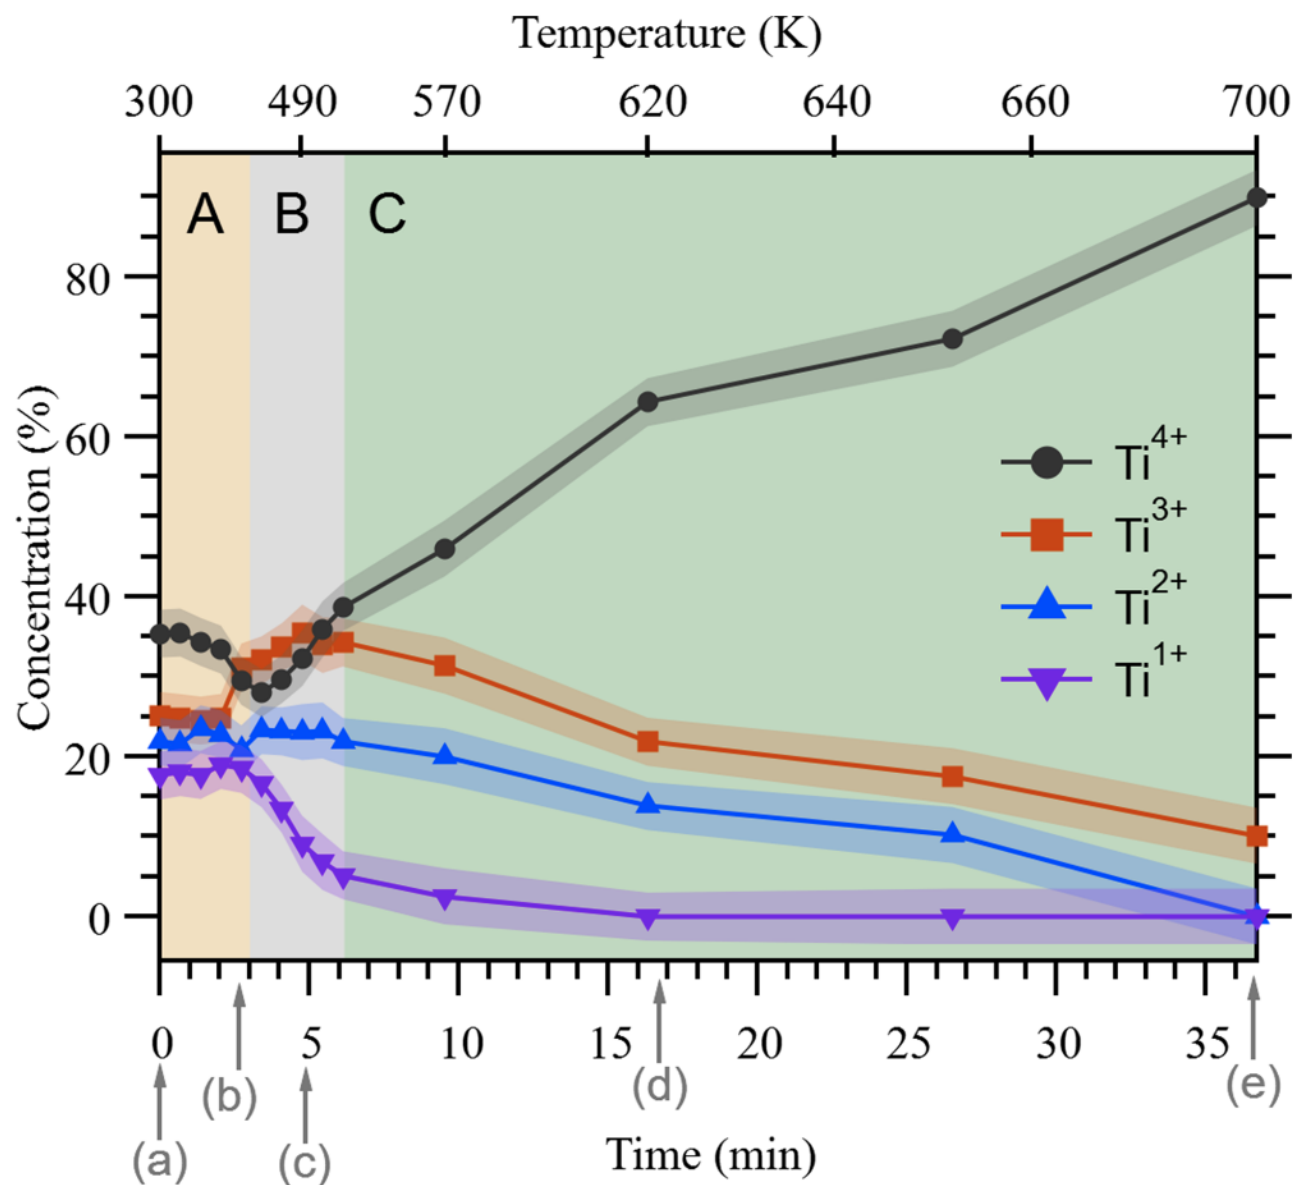 Temperature (K)
300 490 570 620 640 660 700
A B C
80
60
40
20
0
Concentration (%)
Ti4+
Ti3+
Ti2+
Ti1+
0 5 10 15 20 25 30 35
(a) (b) (c) (d) (e)
Time (min)